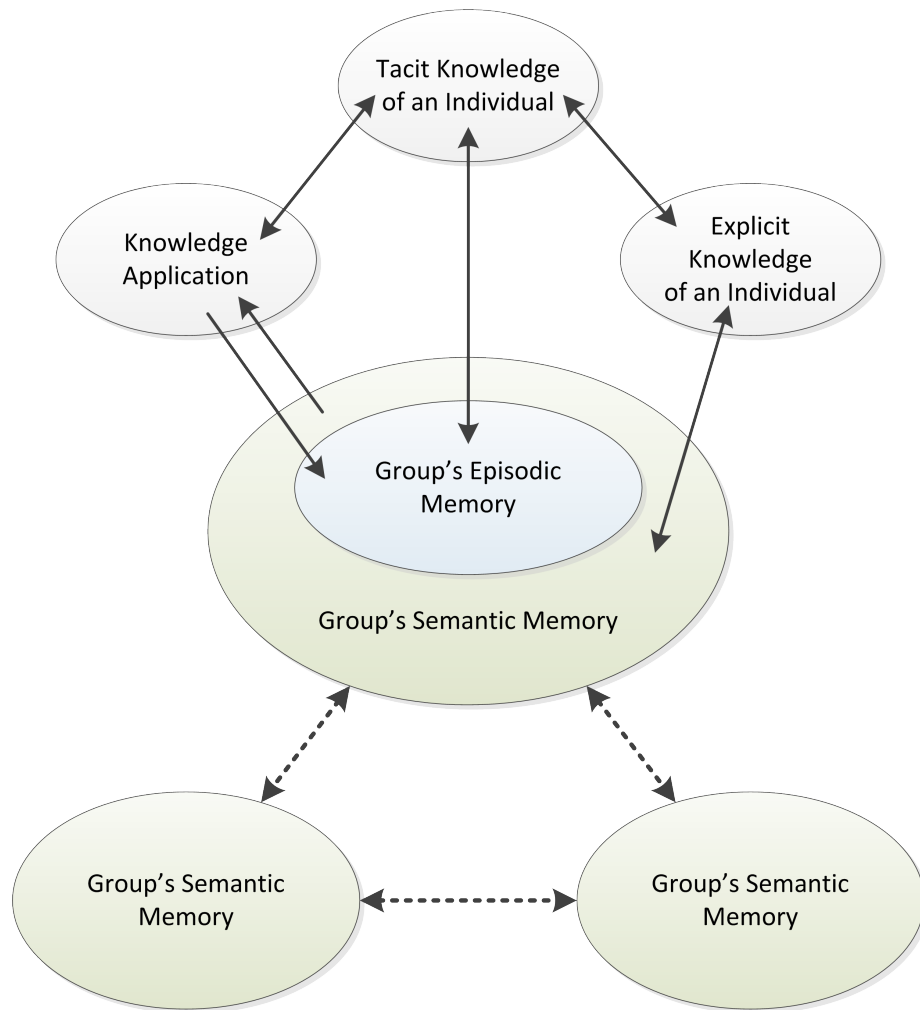 Tacit Knowledge
of an Individual
Knowledge
Application
Explicit
Knowledge
of an Individual
Group’s Episodic
Memory
Group’s Semantic Memory
Group’s Semantic
Memory
Group’s Semantic
Memory